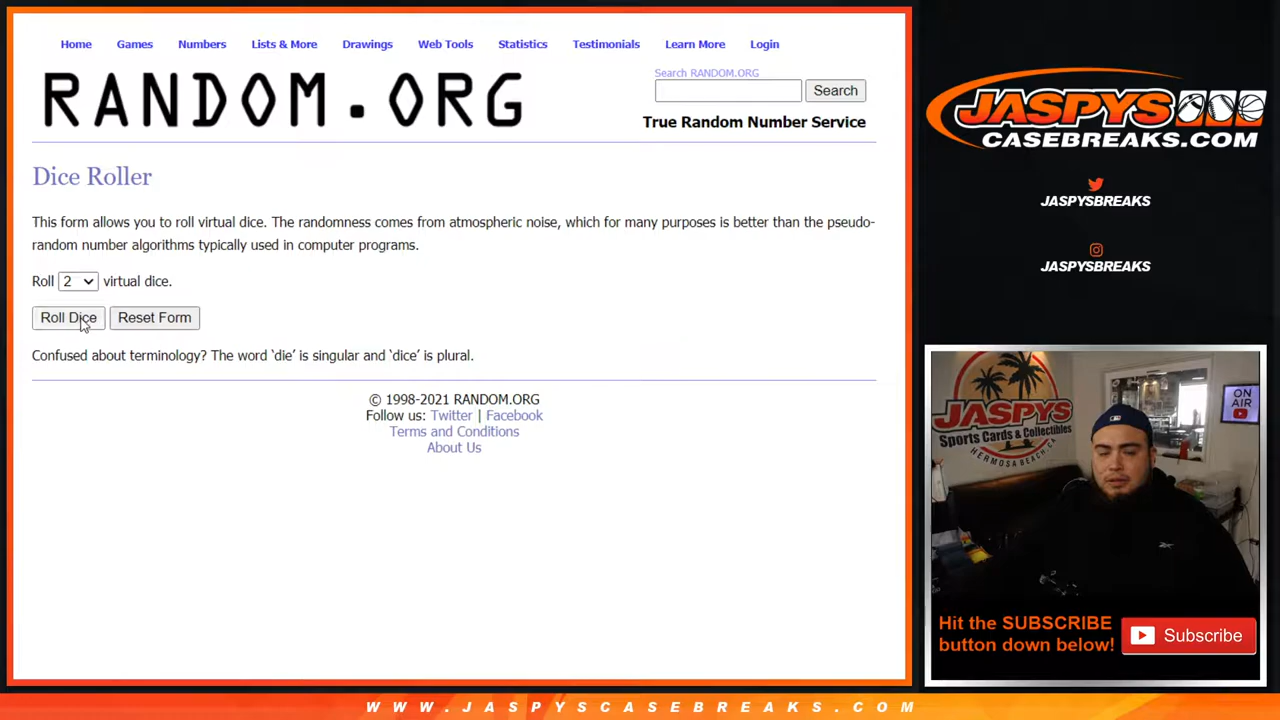 Home Games Numbers Lists & More Drawings Web Tools Statistics Testimonials Learn More Login
RANDOM.ORG
Search RANDOM.ORG
Search
True Random Number Service
Dice Roller
This form allows you to roll virtual dice. The randomness comes from atmospheric noise, which for many purposes is better than the pseudo-
random number algorithms typically used in computer programs.
Roll 2 virtual dice.
Roll Dice Reset Form
Confused about terminology? The word ‘die’ is singular and ‘dice’ is plural.
© 1998-2021 RANDOM.ORG
Follow us: Twitter | Facebook
Terms and Conditions
About Us
JASPYS
CASEBREAKS.COM
JASPYSBREAKS
JASPYSBREAKS
JASPYS
Sports Cards & Collectibles
HERMOSA BEACH, CA
ON
AIR
Hit the SUBSCRIBE
button down below!
Subscribe
WWW.JASPYSCASEBREAKS.COM